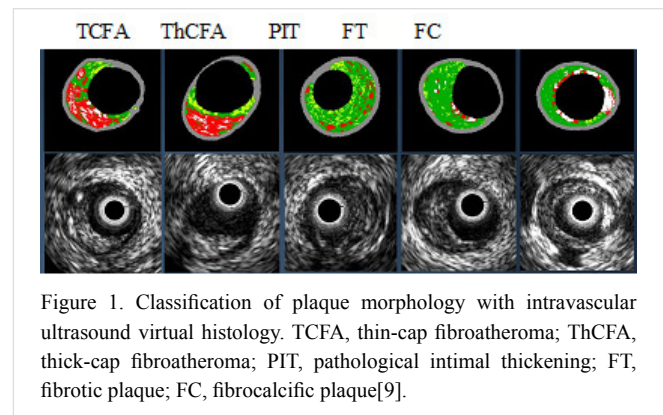 TCFA ThCFA PIT FT FC
Figure 1. Classification of plaque morphology with intravascular
ultrasound virtual histology. TCFA, thin-cap fibroatheroma; ThCFA,
thick-cap fibroatheroma; PIT, pathological intimal thickening; FT,
fibrotic plaque; FC, fibrocalcific plaque[9].